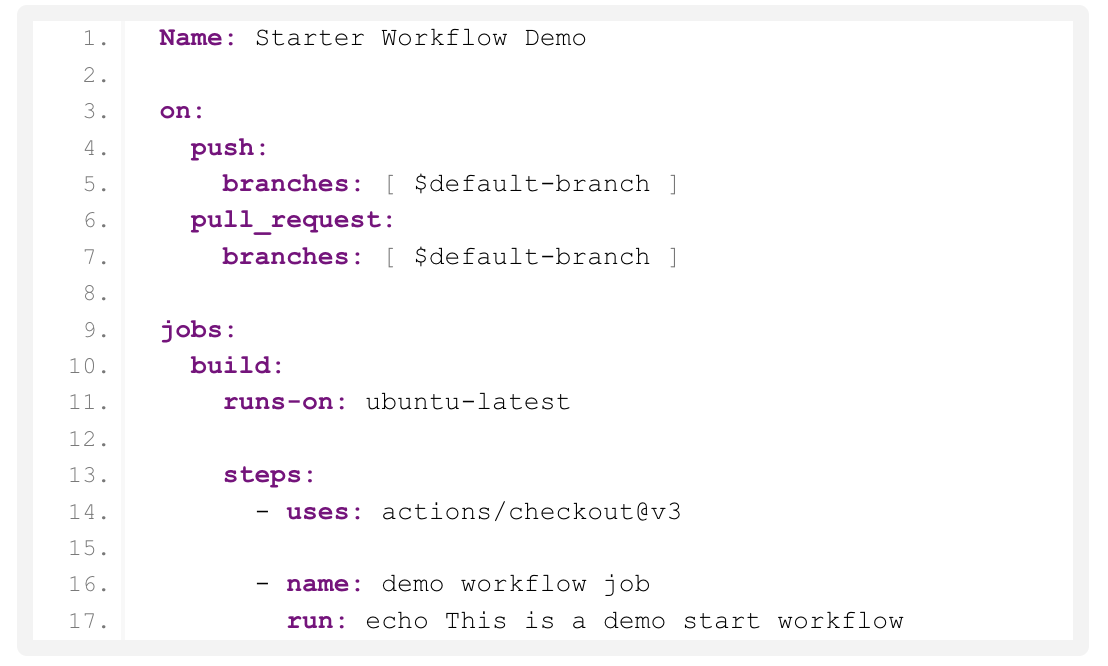 1. Name: Starter Workflow Demo
2.
3. on:
4.   push:
5.     branches: [ $default-branch ]
6.   pull_request:
7.     branches: [ $default-branch ]
8.
9. jobs:
10.   build:
11.     runs-on: ubuntu-latest
12.
13.     steps:
14.       - uses: actions/checkout@v3
15.
16.       - name: demo workflow job
17.         run: echo This is a demo start workflow